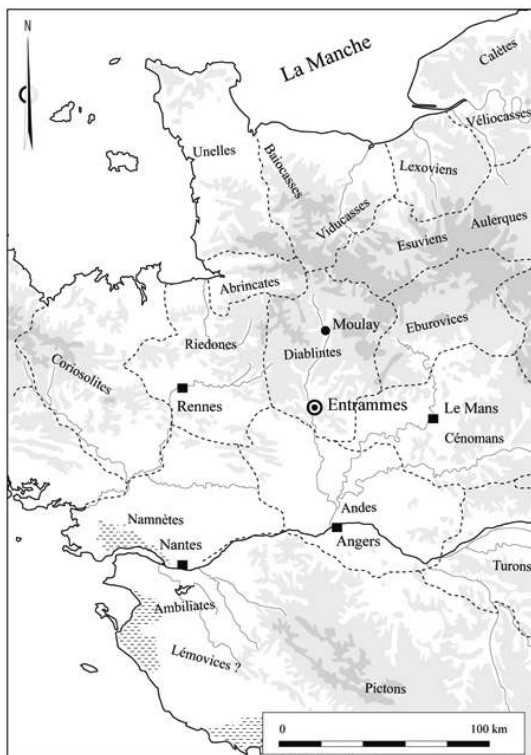 N
La Manche
Calètes
Véliocasses
Unelles
Baiocasses
Lexoviens
Viducasses
Aulerques
Esuviens
Abrincates
Moulay
Eburovices
Riedones
Diablintes
Coriosolites
Rennes
Entrammes
Le Mans
Cénomans
Andes
Namnètes
Nantes
Angers
Turons
Ambiliates
Lémovices ?
Pictons
0
100 km